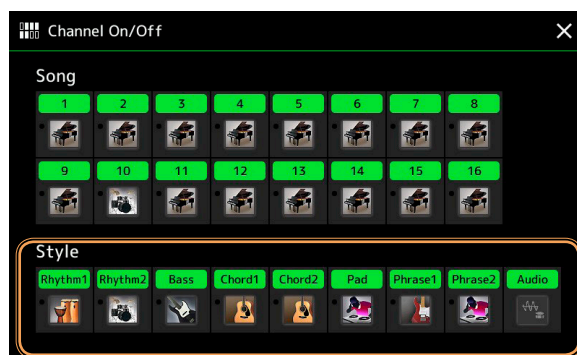 Channel On/Off
Song
1 2 3 4 5 6 7 8
9 10 11 12 13 14 15 16
Style
Rhythm1 Rhythm2 Bass Chord1 Chord2 Pad Phrase1 Phrase2 Audio